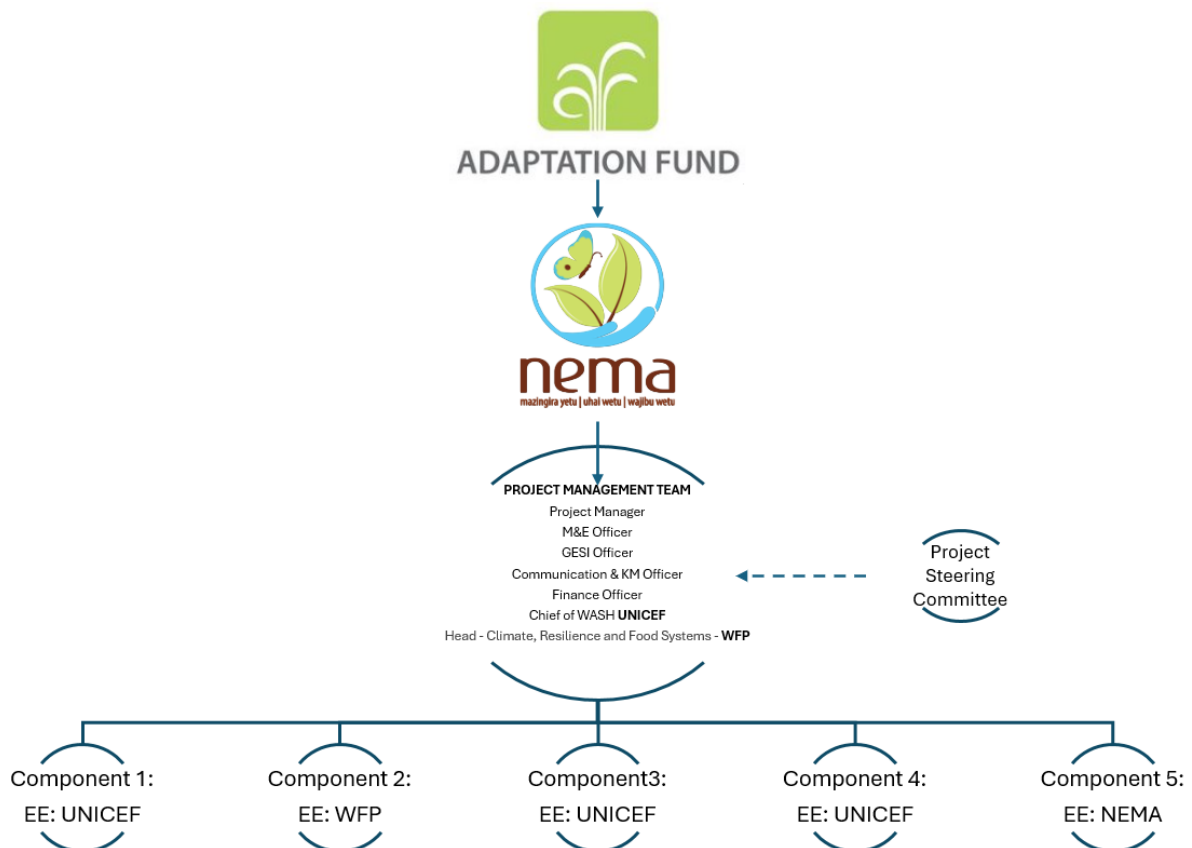 ADAPTATION FUND
nema
mazingira yetu | uhai wetu | wajibu wetu
PROJECT MANAGEMENT TEAM
Project Manager
M&E Officer
GESI Officer
Communication & KM Officer
Finance Officer
Chief of WASH UNICEF
Head - Climate, Resilience and Food Systems - WFP
Project
Steering
Committee
Component 1:
EE: UNICEF
Component 2:
EE: WFP
Component3:
EE: UNICEF
Component 4:
EE: UNICEF
Component 5:
EE: NEMA